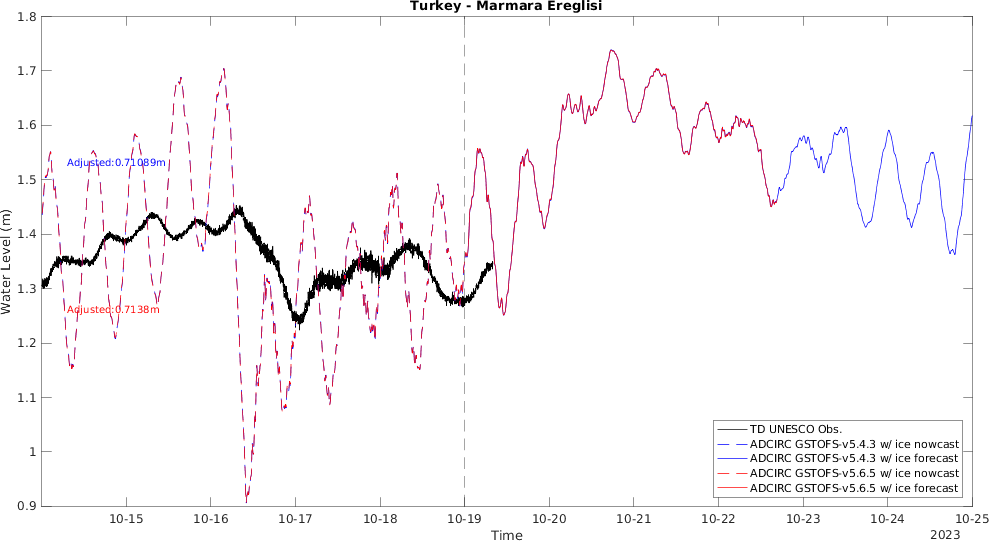 Turkey - Marmara Ereglisi
1.8
1.7
1.6
1.5
1.4
1.3
1.2
1.1
1
0.9
Water Level (m)
Adjusted:0.71089m
Adjusted:0.7138m
TD UNESCO Obs.
ADCIRC GSTOFS-v5.4.3 w/ ice nowcast
ADCIRC GSTOFS-v5.4.3 w/ ice forecast
ADCIRC GSTOFS-v5.6.5 w/ ice nowcast
ADCIRC GSTOFS-v5.6.5 w/ ice forecast
10-15 10-16 10-17 10-18 10-19 10-20 10-21 10-22 10-23 10-24 10-25
Time
2023